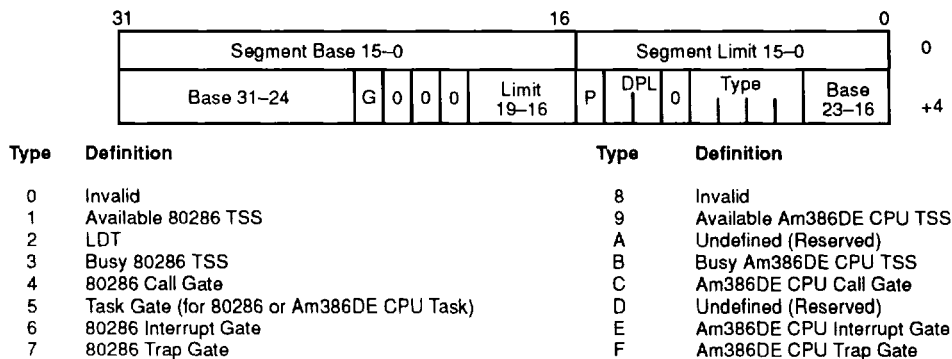 31 16 0
Segment Base 15–0 Segment Limit 15–0 0
Base 31–24 G 0 0 0 Limit 19–16 P DPL 0 Type Base 23–16 +4
Type Definition
0 Invalid
1 Available 80286 TSS
2 LDT
3 Busy 80286 TSS
4 80286 Call Gate
5 Task Gate (for 80286 or Am386DE CPU Task)
6 80286 Interrupt Gate
7 80286 Trap Gate
Type Definition
8 Invalid
9 Available Am386DE CPU TSS
A Undefined (Reserved)
B Busy Am386DE CPU TSS
C Am386DE CPU Call Gate
D Undefined (Reserved)
E Am386DE CPU Interrupt Gate
F Am386DE CPU Trap Gate